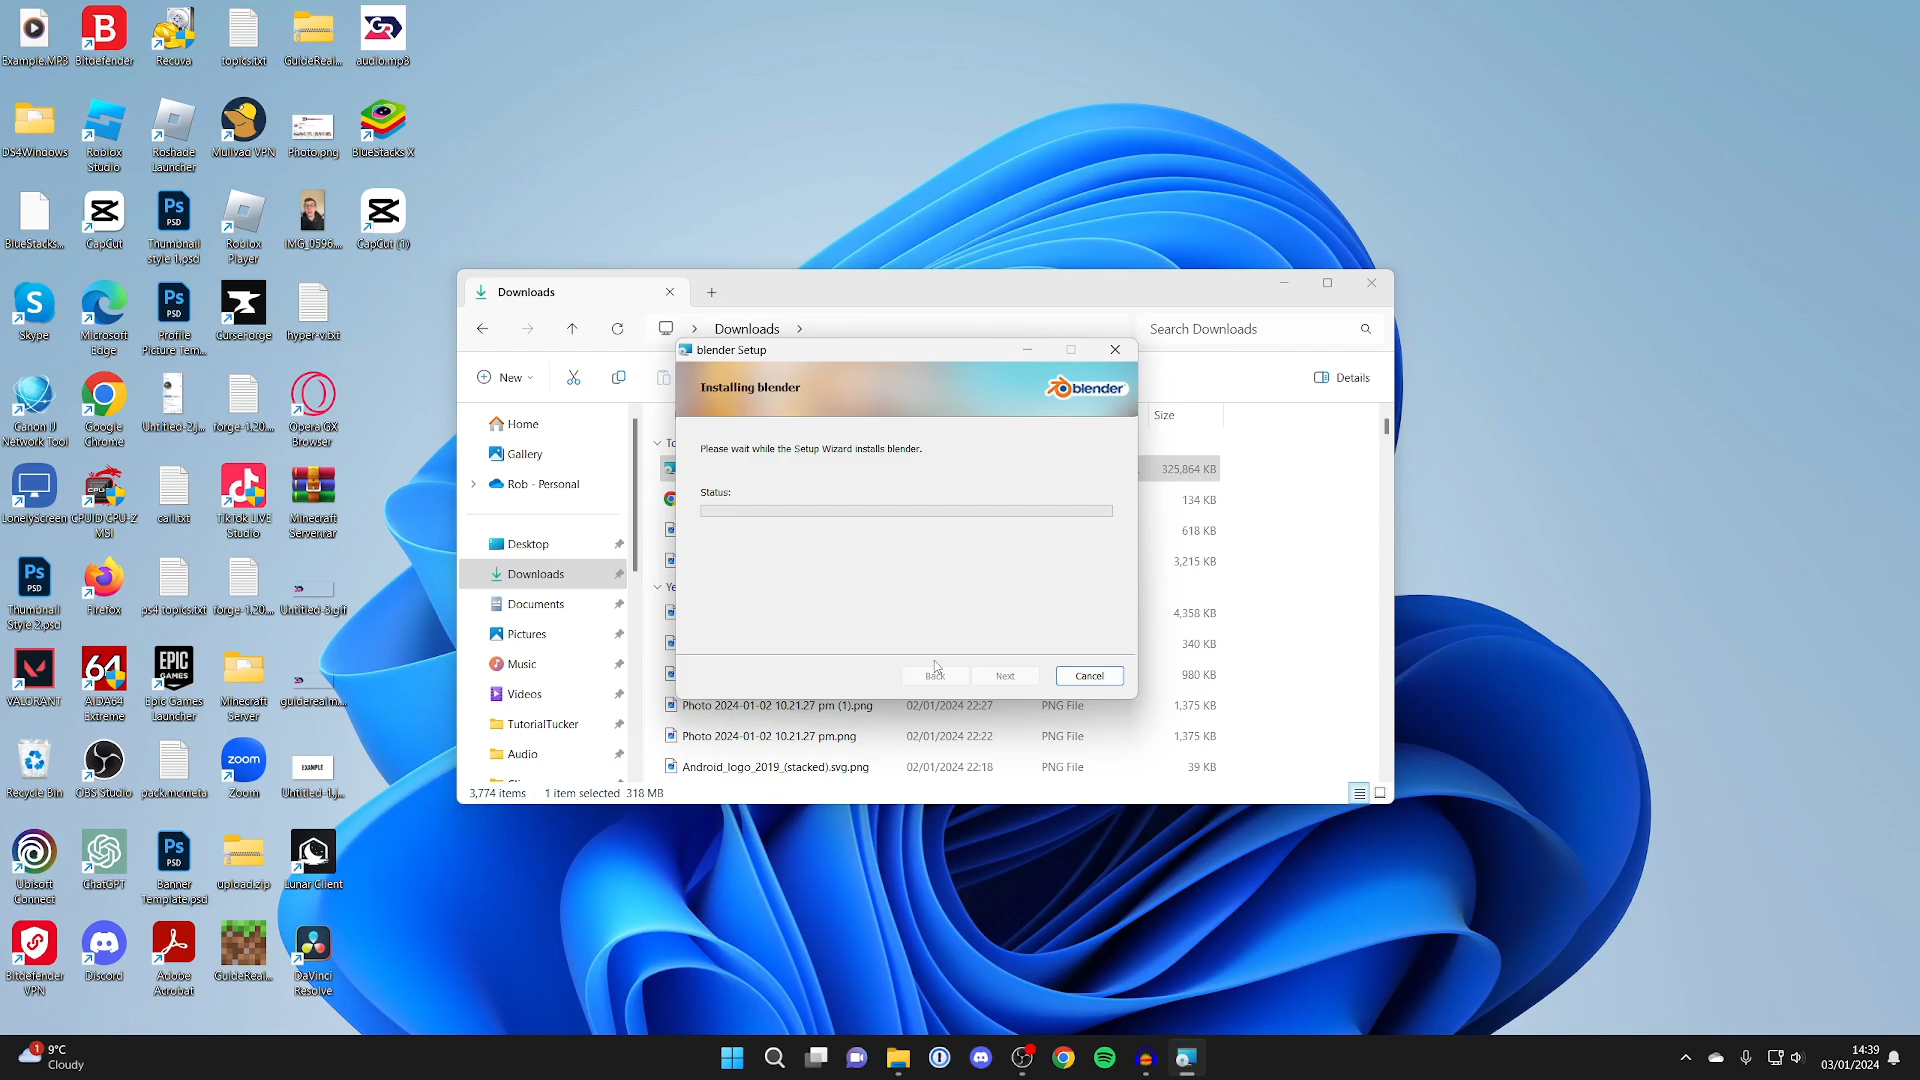 Example.MP3
Bitdefender
Recuva
topics.txt
GuideReal...
audio.mp3
DS4Windows
Roblox Studio
Roshade Launcher
Mullvad VPN
Photo.png
BlueStacks X
BlueStacks...
CapCut
Thumbnail style 1.psd
Roblox Player
IMG_0596....
CapCut (1)
Skype
Microsoft Edge
Profile Picture Tem...
CurseForge
hyper-v.txt
Canon IJ Network Tool
Google Chrome
Untitled-2.j...
forge-1.20....
Opera GX Browser
LonelyScreen
CPUID CPU-Z MSI
call.txt
TikTok LIVE Studio
Minecraft Server.rar
Thumbnail Style 2.psd
Firefox
ps4 topics.txt
forge-1.20....
Untitled-3.gif
VALORANT
AIDA64 Extreme
Epic Games Launcher
Minecraft Server
guiderealm...
Recycle Bin
OBS Studio
pack.mcmeta
Zoom
Untitled-1.j...
Ubisoft Connect
ChatGPT
Banner Template.psd
upload.zip
Lunar Client
Bitdefender VPN
Discord
Adobe Acrobat
GuideReal...
DaVinci Resolve
Downloads
Downloads
Search Downloads
New
Details
Home
Gallery
Rob - Personal
Desktop
Downloads
Documents
Pictures
Music
Videos
TutorialTucker
Audio
Size
To
325,864 KB
134 KB
618 KB
3,215 KB
Ye
4,358 KB
340 KB
980 KB
Photo 2024-01-02 10.21.27 pm (1).png 02/01/2024 22:27 PNG File 1,375 KB
Photo 2024-01-02 10.21.27 pm.png 02/01/2024 22:22 PNG File 1,375 KB
Android_logo_2019_(stacked).svg.png 02/01/2024 22:18 PNG File 39 KB
3,774 items 1 item selected 318 MB
blender Setup
Installing blender
blender
Please wait while the Setup Wizard installs blender.
Status:
Back
Next
Cancel
1
9°C
Cloudy
14:39
03/01/2024